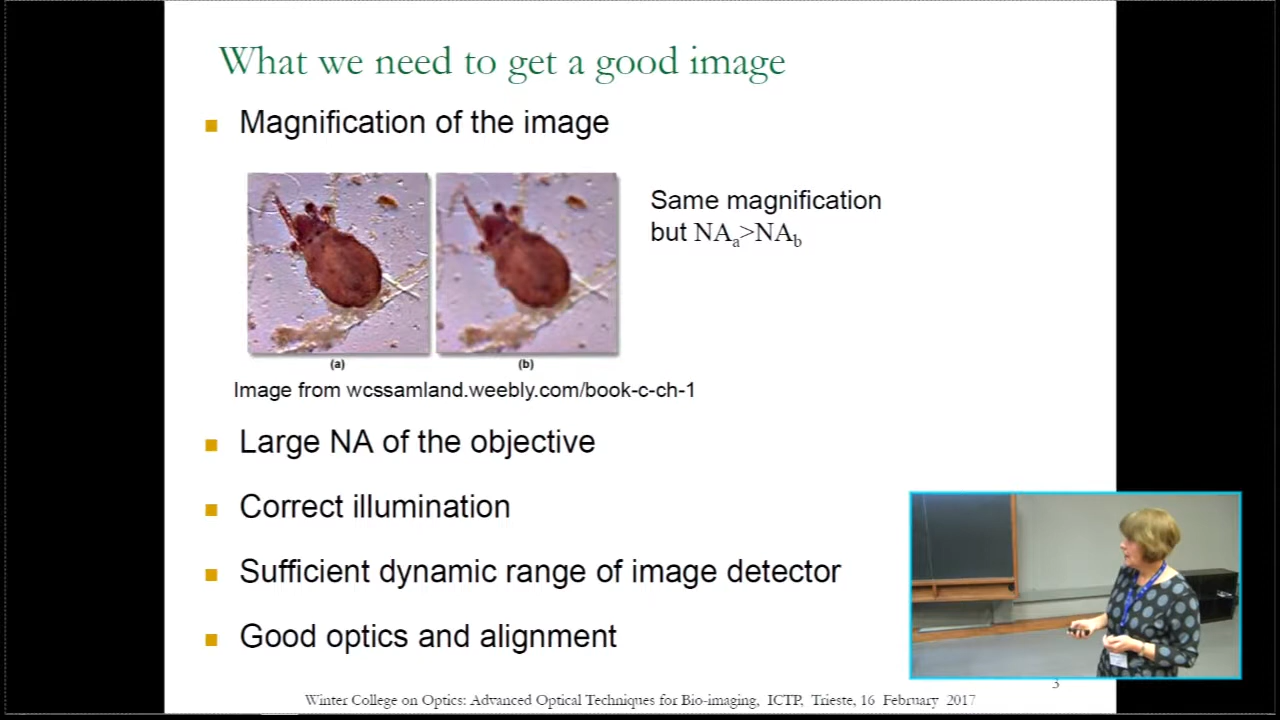 What we need to get a good image
Magnification of the image
Same magnification
but NAa>NAb
(a)
(b)
Image from wcssamland.weebly.com/book-c-ch-1
Large NA of the objective
Correct illumination
Sufficient dynamic range of image detector
Good optics and alignment
3
Winter College on Optics: Advanced Optical Techniques for Bio-imaging, ICTP, Trieste, 16 February 2017